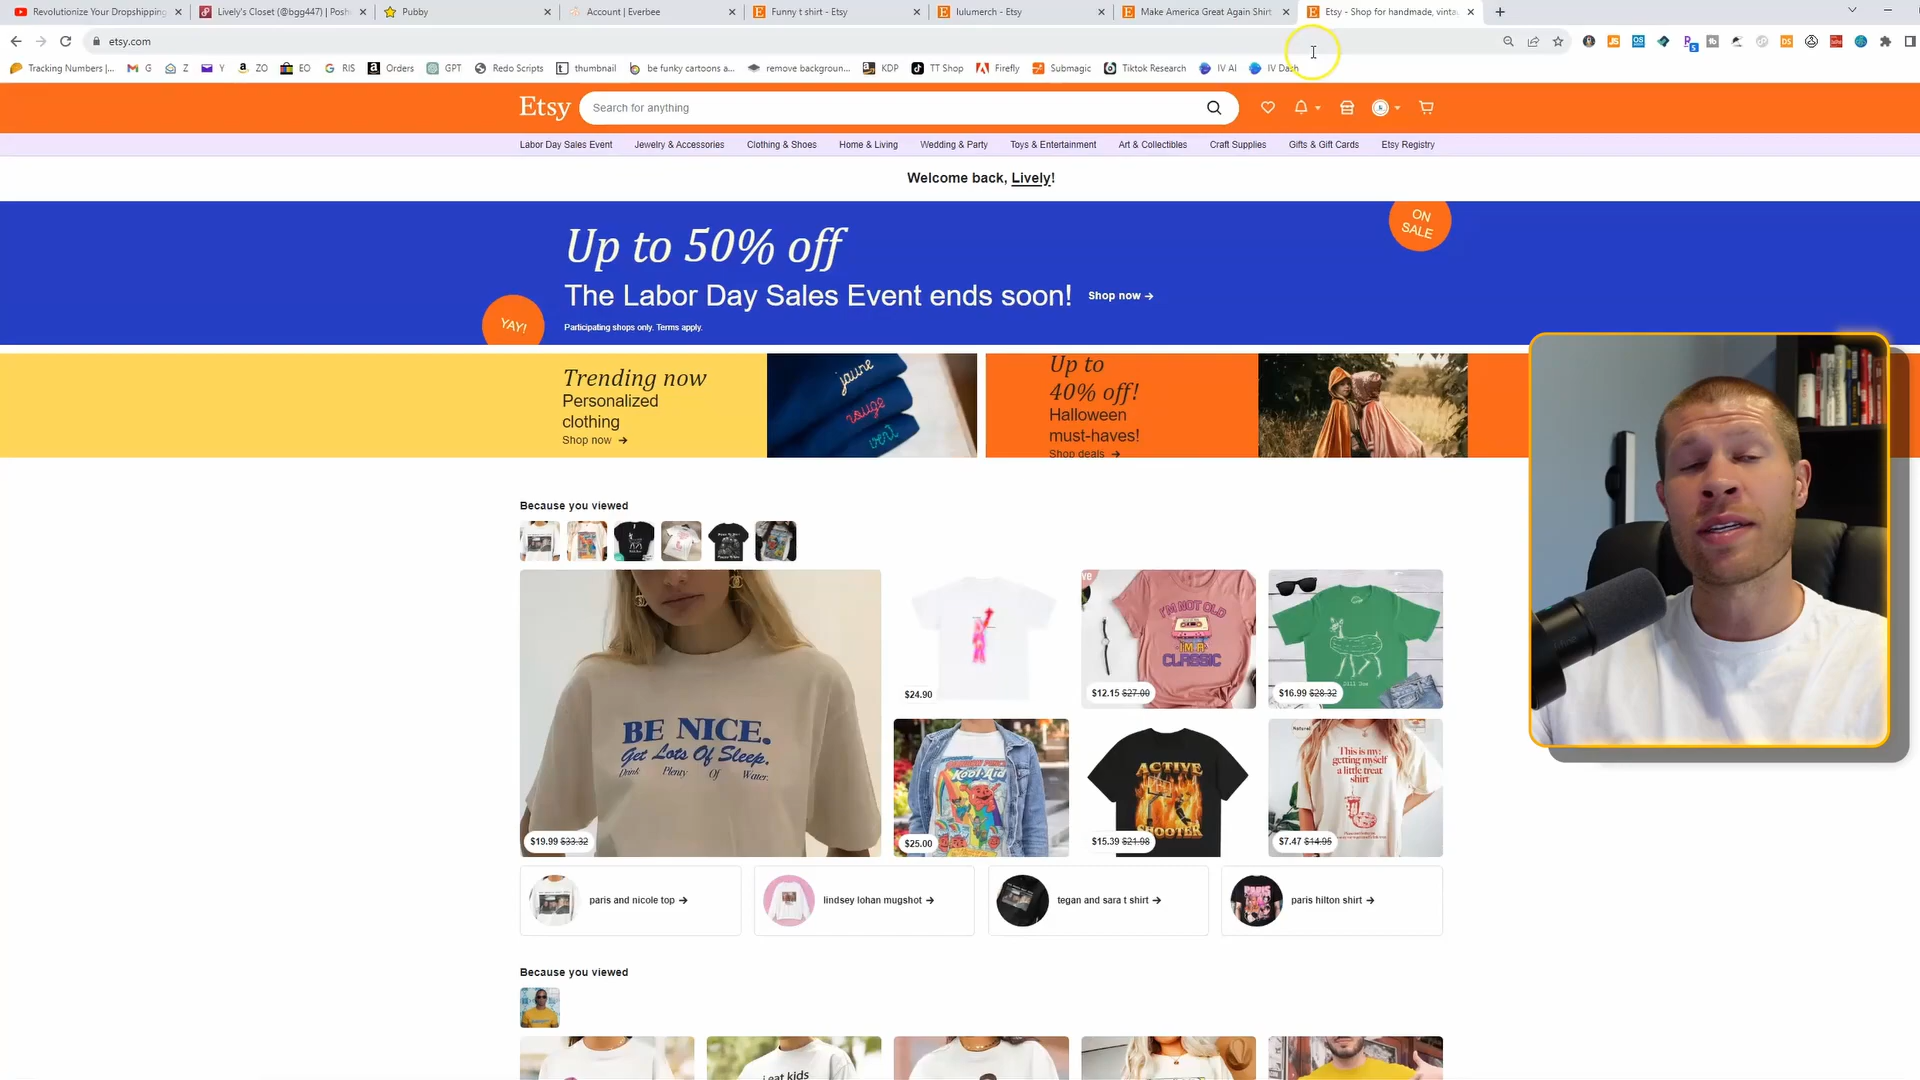 Revolutionize Your Dropshipping
Lively's Closet (@bgg447) | Posh
Pubby
Account | Everbee
Funny t shirt - Etsy
lulumerch - Etsy
Make America Great Again Shirt
Etsy - Shop for handmade, vinta
etsy.com
Tracking Numbers |...
G
Z
Y
ZO
EO
RIS
Orders
GPT
Redo Scripts
thumbnail
be funky cartoons a...
remove backgroun...
KDP
TT Shop
Firefly
Submagic
Tiktok Research
IV AI
IV Dash
Etsy
Search for anything
Labor Day Sales Event
Jewelry & Accessories
Clothing & Shoes
Home & Living
Wedding & Party
Toys & Entertainment
Art & Collectibles
Craft Supplies
Gifts & Gift Cards
Etsy Registry
Welcome back, Lively!
ON
SALE
Up to 50% off
The Labor Day Sales Event ends soon!
Shop now →
YAY!
Participating shops only. Terms apply.
Trending now
Personalized
clothing
Shop now →
jaune
rouge
vert
Up to
40% off!
Halloween
must-haves!
Shop deals →
Because you viewed
BE NICE.
Get Lots Of Sleep.
Drink Plenty Of Water.
$19.99 $33.32
$24.90
I'M NOT OLD
I'M A
CLASSIC
$12.15 $27.00
Dill Doe
$16.99 $28.32
Kool-Aid
$25.00
ACTIVE
SHOOTER
$15.39 $21.98
This is my
getting myself
a little treat
shirt
$7.47 $14.95
paris and nicole top →
lindsey lohan mugshot →
tegan and sara t shirt →
PARIS
paris hilton shirt →
Because you viewed
i eat kids